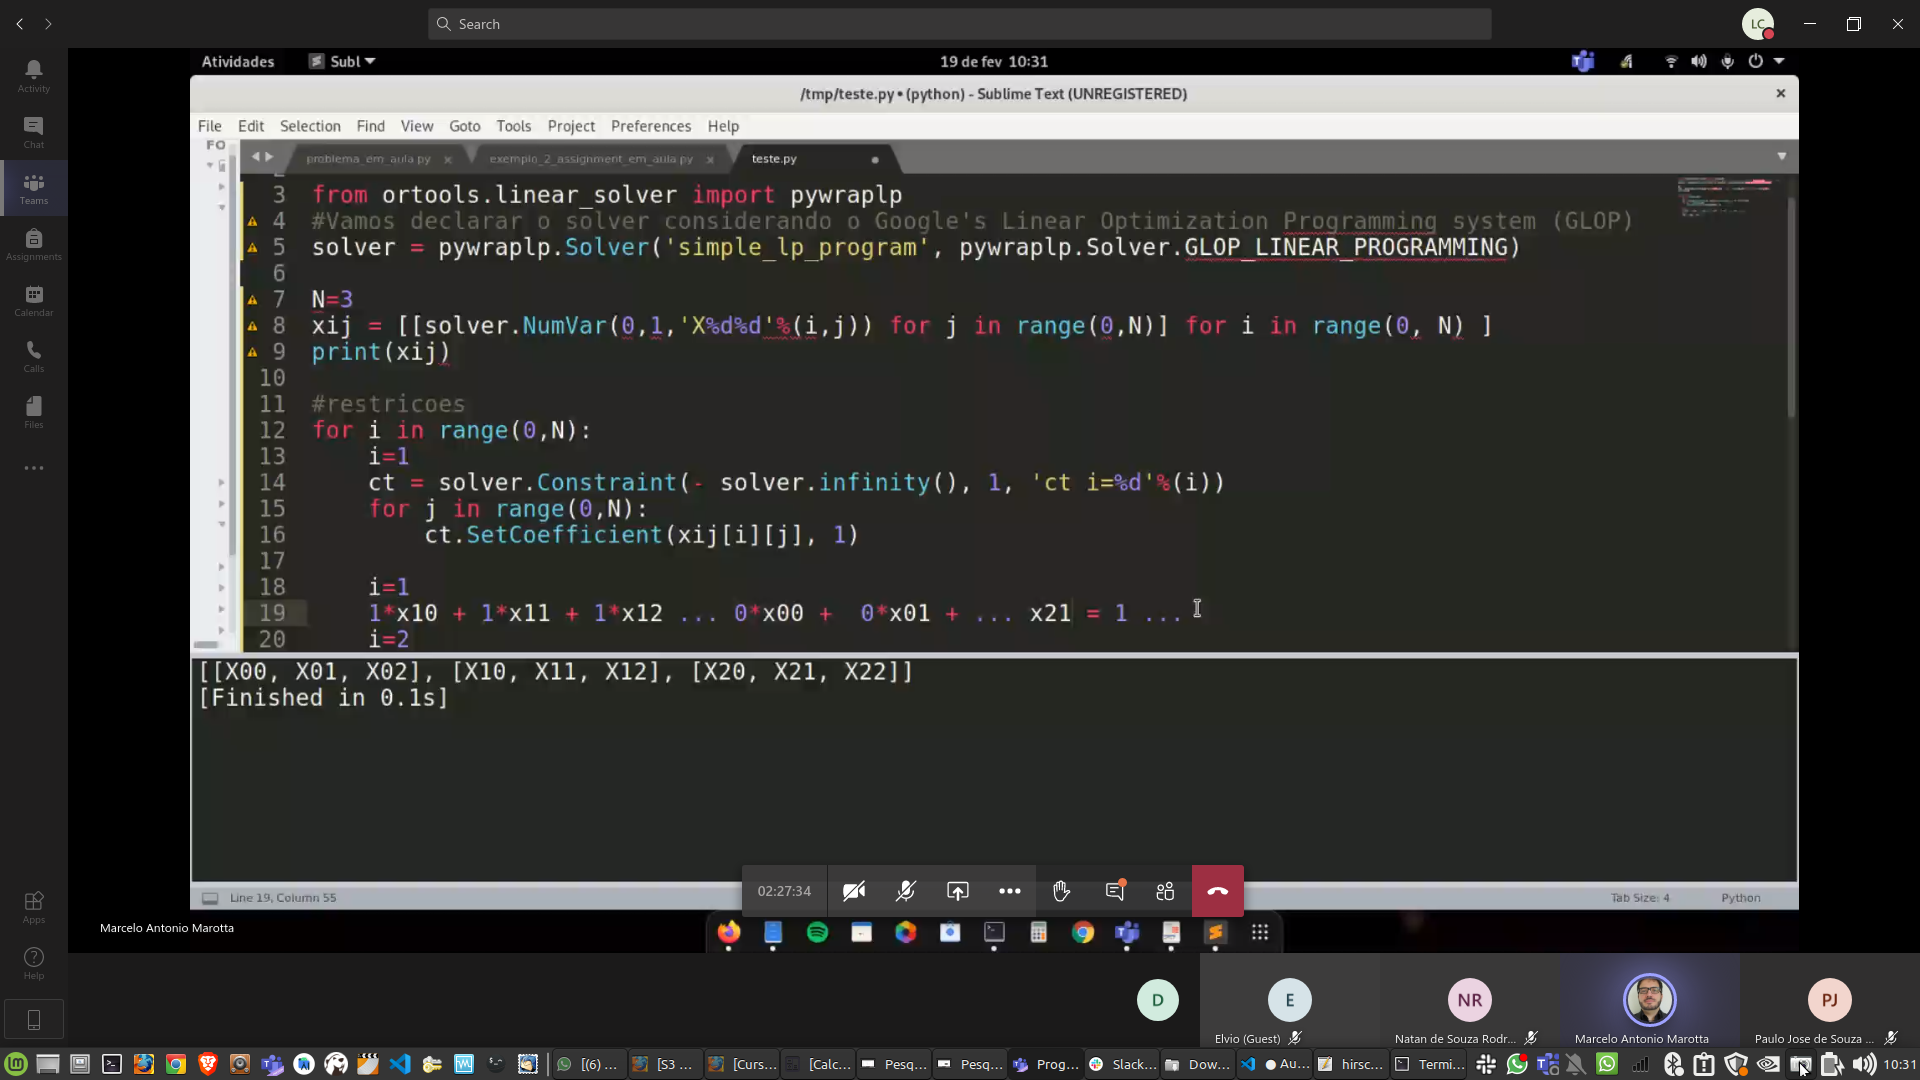 Search
LC
Activity
Chat
Teams
Assignments
Calendar
Calls
Files
Apps
Help
Atividades
Subl
19 de fev 10:31
/tmp/teste.py • (python) - Sublime Text (UNREGISTERED)
File Edit Selection Find View Goto Tools Project Preferences Help
FO
problema_em_aula.py
exemplo_2_assignment_em_aula.py
teste.py
2
3 from ortools.linear_solver import pywraplp
4 #Vamos declarar o solver considerando o Google's Linear Optimization Programming system (GLOP)
5 solver = pywraplp.Solver('simple_lp_program', pywraplp.Solver.GLOP_LINEAR_PROGRAMMING)
6
7 N=3
8 xij = [[solver.NumVar(0,1,'X%d%d'%(i,j)) for j in range(0,N)] for i in range(0, N) ]
9 print(xij)
10
11 #restricoes
12 for i in range(0,N):
13 i=1
14 ct = solver.Constraint(- solver.infinity(), 1, 'ct i=%d'%(i))
15 for j in range(0,N):
16 ct.SetCoefficient(xij[i][j], 1)
17
18 i=1
19 1*x10 + 1*x11 + 1*x12 ... 0*x00 + 0*x01 + ... x21 = 1 ...
20 i=2
[[X00, X01, X02], [X10, X11, X12], [X20, X21, X22]]
[Finished in 0.1s]
02:27:34
Line 19, Column 55
Tab Size: 4
Python
Marcelo Antonio Marotta
D
E
NR
PJ
Elvio (Guest)
Natan de Souza Rodr...
Marcelo Antonio Marotta
Paulo Jose de Souza ...
[(6) ...
[S3 ...
[Curs...
[Calc...
Pesq...
Pesq...
Prog...
Slack...
Dow...
● Au...
hirsc...
Termi...
10:31